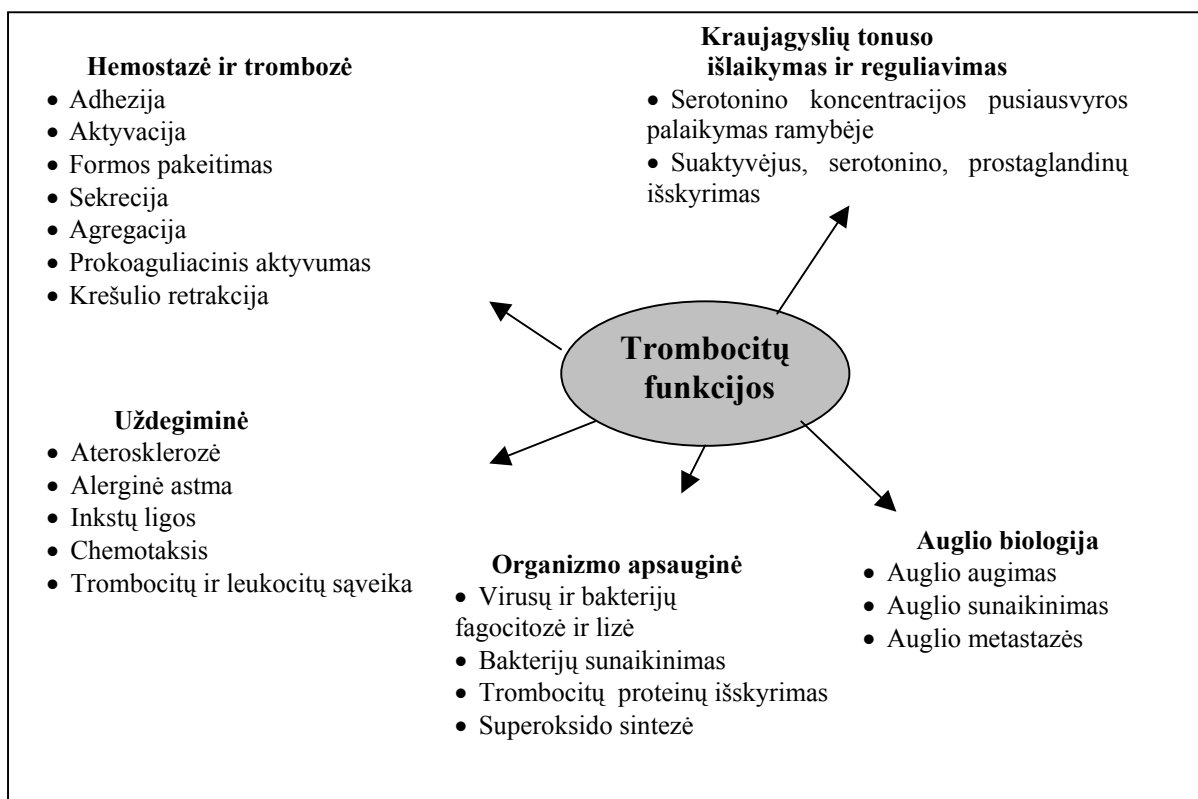 Hemostazė ir trombozė
• Adhezija
• Aktyvacija
• Formos pakeitimas
• Sekrecija
• Agregacija
• Prokoaguliacinis aktyvumas
• Krešulio retrakcija
Kraujagyslių tonuso
išlaikymas ir reguliavimas
• Serotonino koncentracijos pusiausvyros
palaikymas ramybėje
• Suaktyvėjus, serotonino, prostaglandinų
išskyrimas
Trombocitų
funkcijos
Uždegiminė
• Aterosklerozė
• Alerginė astma
• Inkstų ligos
• Chemotaksis
• Trombocitų ir leukocitų sąveika
Organizmo apsauginė
• Virusų ir bakterijų
fagocitozė ir lizė
• Bakterijų sunaikinimas
• Trombocitų proteinų išskyrimas
• Superoksido sintezė
Auglio biologija
• Auglio augimas
• Auglio sunaikinimas
• Auglio metastazės